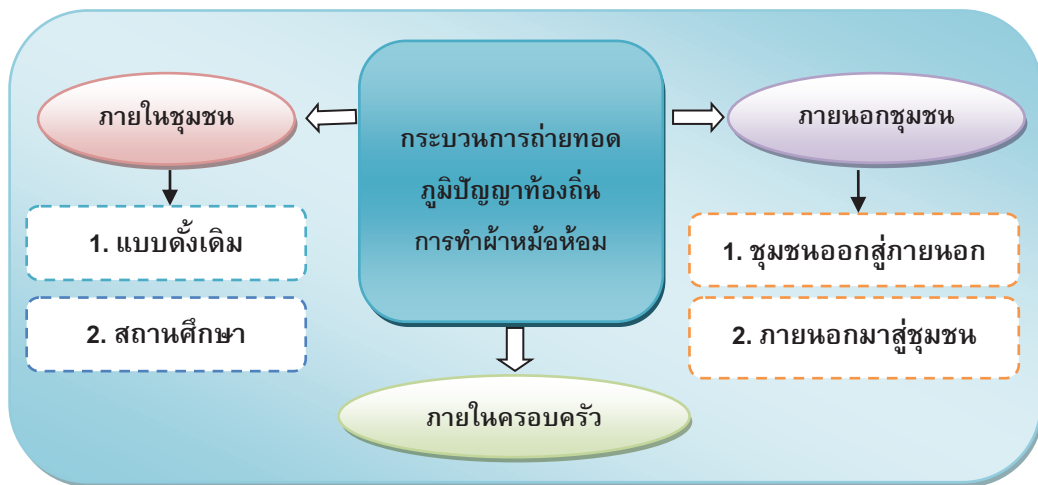 กระบวนการถ่ายทอด
ภูมิปัญญาท้องถิ่น
การทำผ้าหม้อห้อม
ภายในชุมชน
1. แบบดั้งเดิม
2. สถานศึกษา
ภายนอกชุมชน
1. ชุมชนออกสู่ภายนอก
2. ภายนอกมาสู่ชุมชน
ภายในครอบครัว